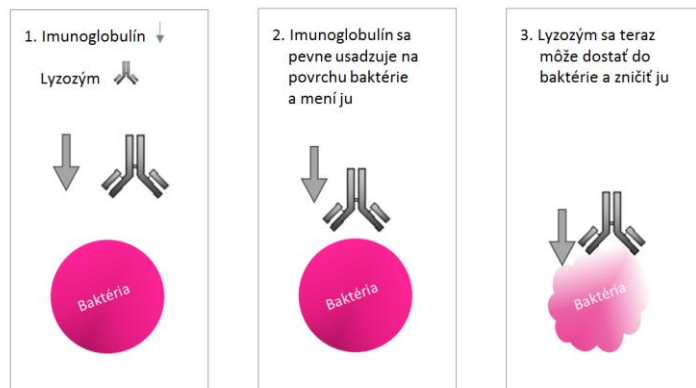 1. Imunoglobulín
Lyzozým
Baktéria
2. Imunoglobulín sa
pevne usadzuje na
povrchu baktérie
a mení ju
Baktéria
3. Lyzozým sa teraz
môže dostať do
baktérie a zničiť ju
Baktéria